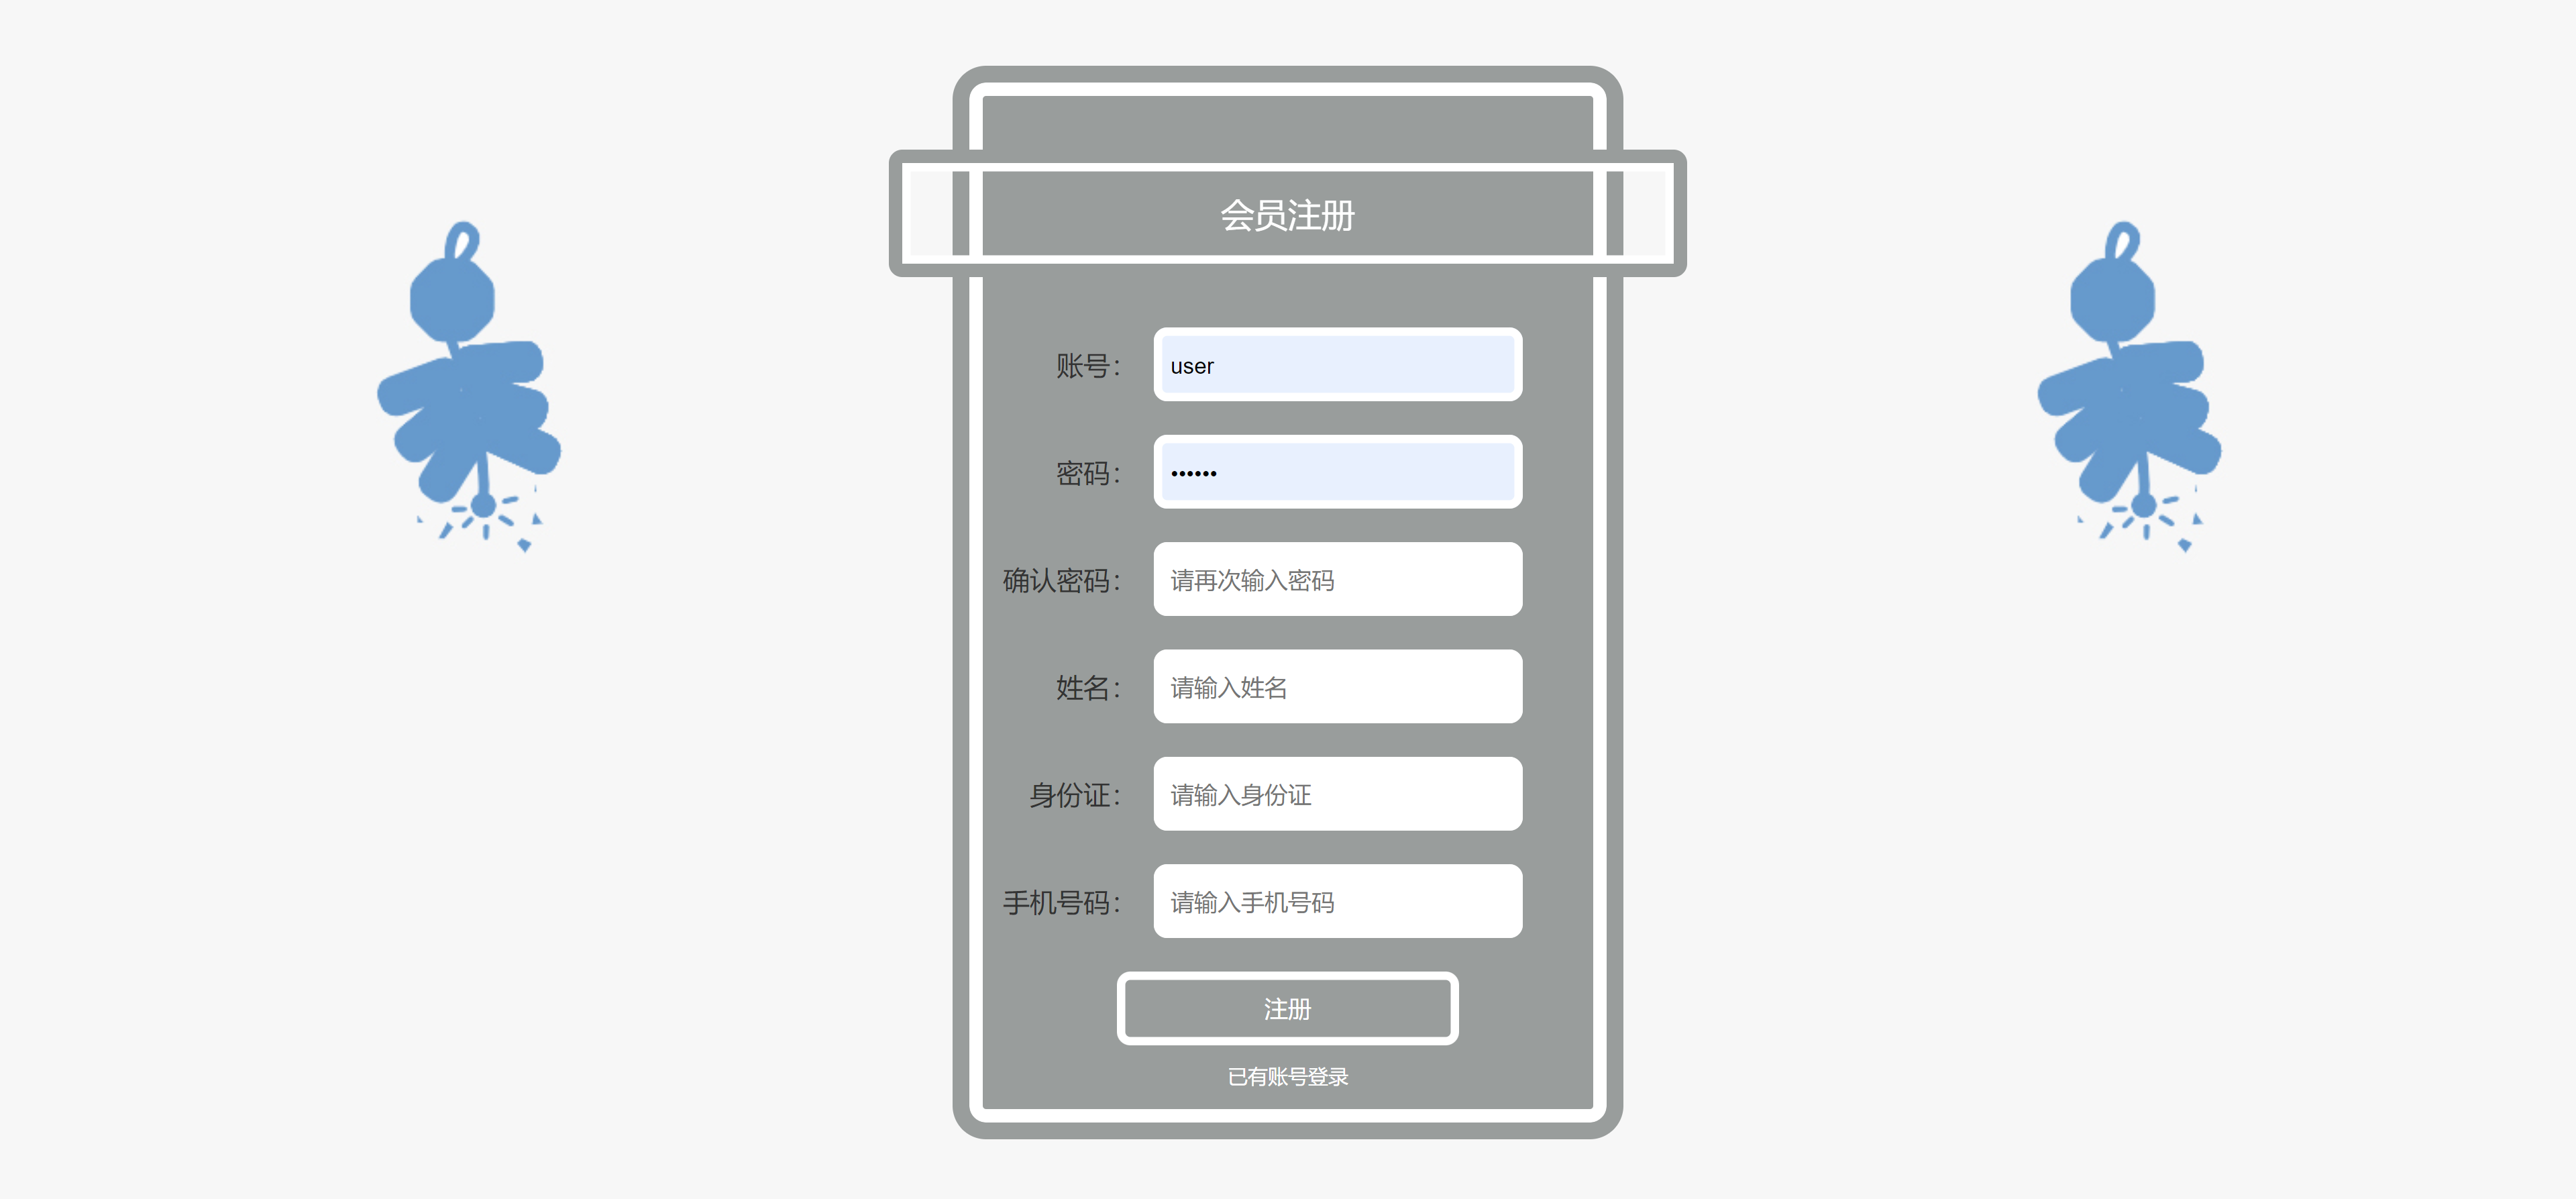 会员注册
账号： user
密码： ••••••
确认密码： 请再次输入密码
姓名： 请输入姓名
身份证： 请输入身份证
手机号码： 请输入手机号码
注册
已有账号登录